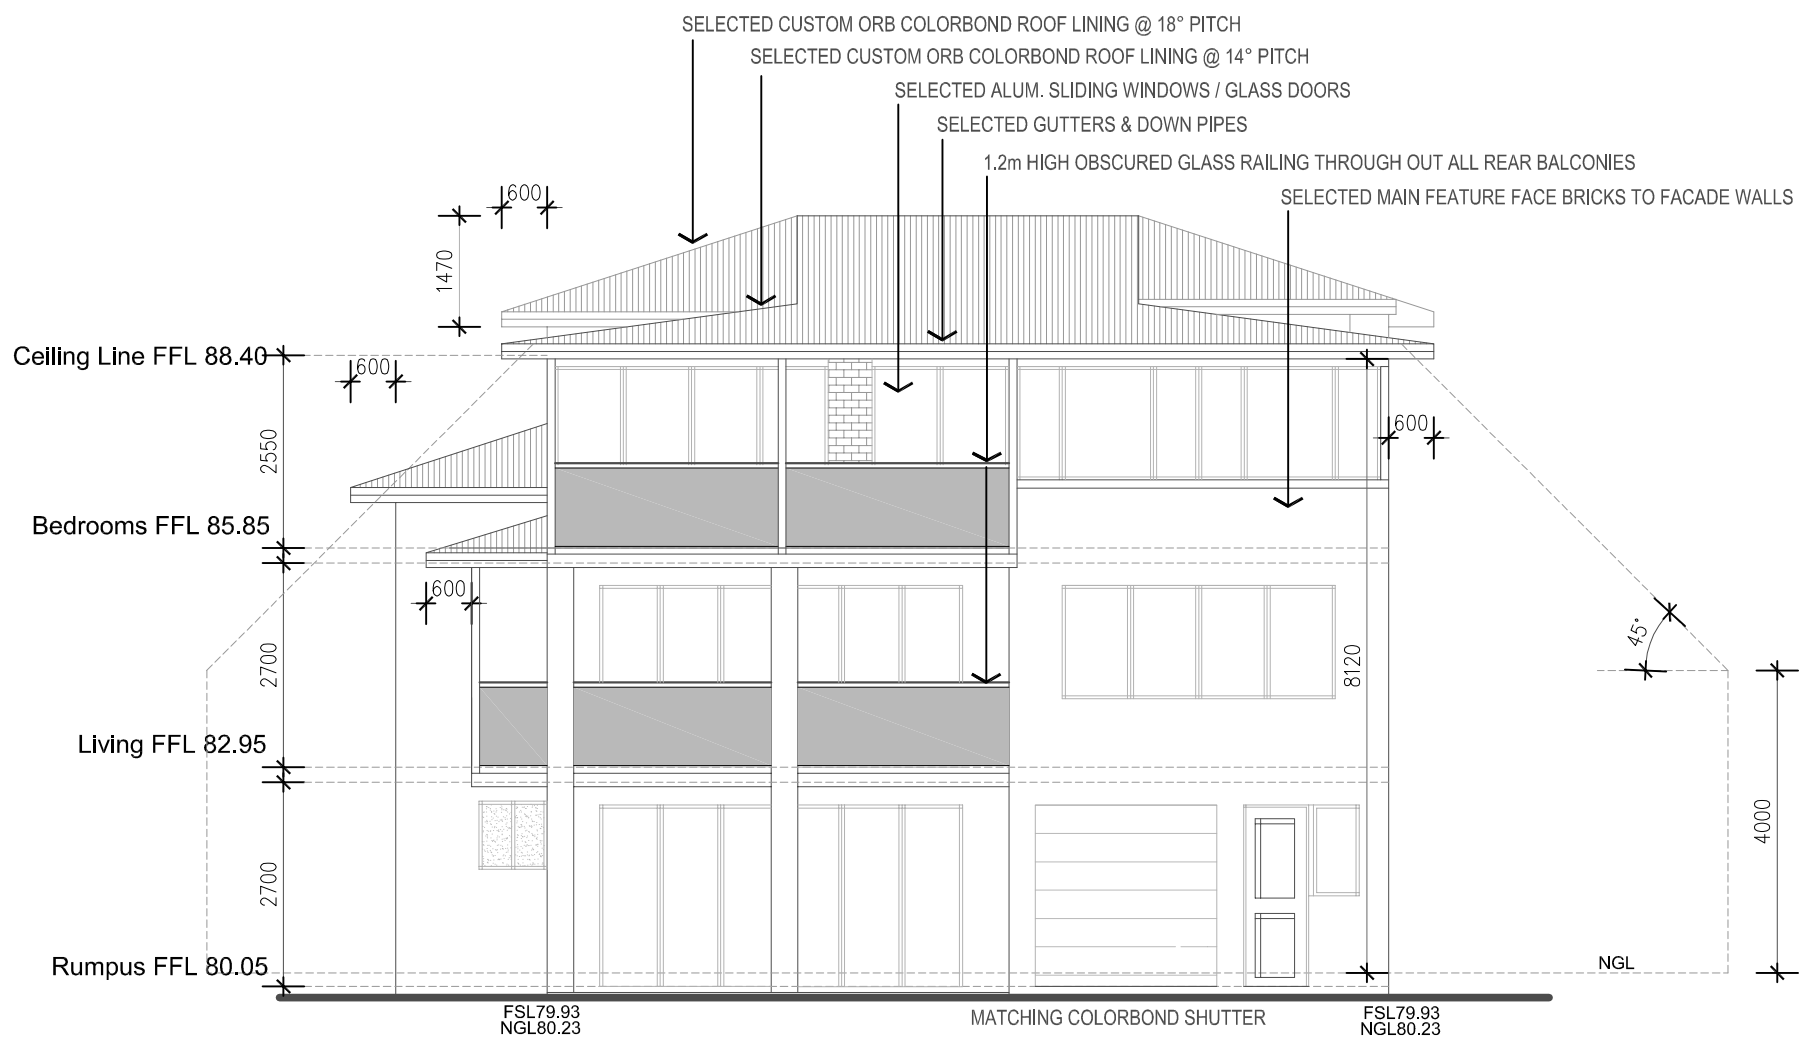 SELECTED CUSTOM ORB COLORBOND ROOF LINING @ 18° PITCH
SELECTED CUSTOM ORB COLORBOND ROOF LINING @ 14° PITCH
SELECTED ALUM. SLIDING WINDOWS / GLASS DOORS
SELECTED GUTTERS & DOWN PIPES
1.2m HIGH OBSCURED GLASS RAILING THROUGH OUT ALL REAR BALCONIES
SELECTED MAIN FEATURE FACE BRICKS TO FACADE WALLS
600
1470
Ceiling Line FFL 88.40
600
600
2550
Bedrooms FFL 85.85
600
45°
2700
8120
Living FFL 82.95
4000
2700
Rumpus FFL 80.05
NGL
FSL79.93
NGL80.23
MATCHING COLORBOND SHUTTER
FSL79.93
NGL80.23